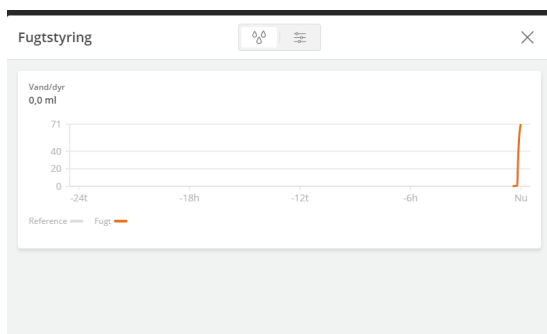 Fugtstyring
Vand/dyr
0,0 ml
71
40
20
0
-24t -18h -12t -6h Nu
Reference Fugt